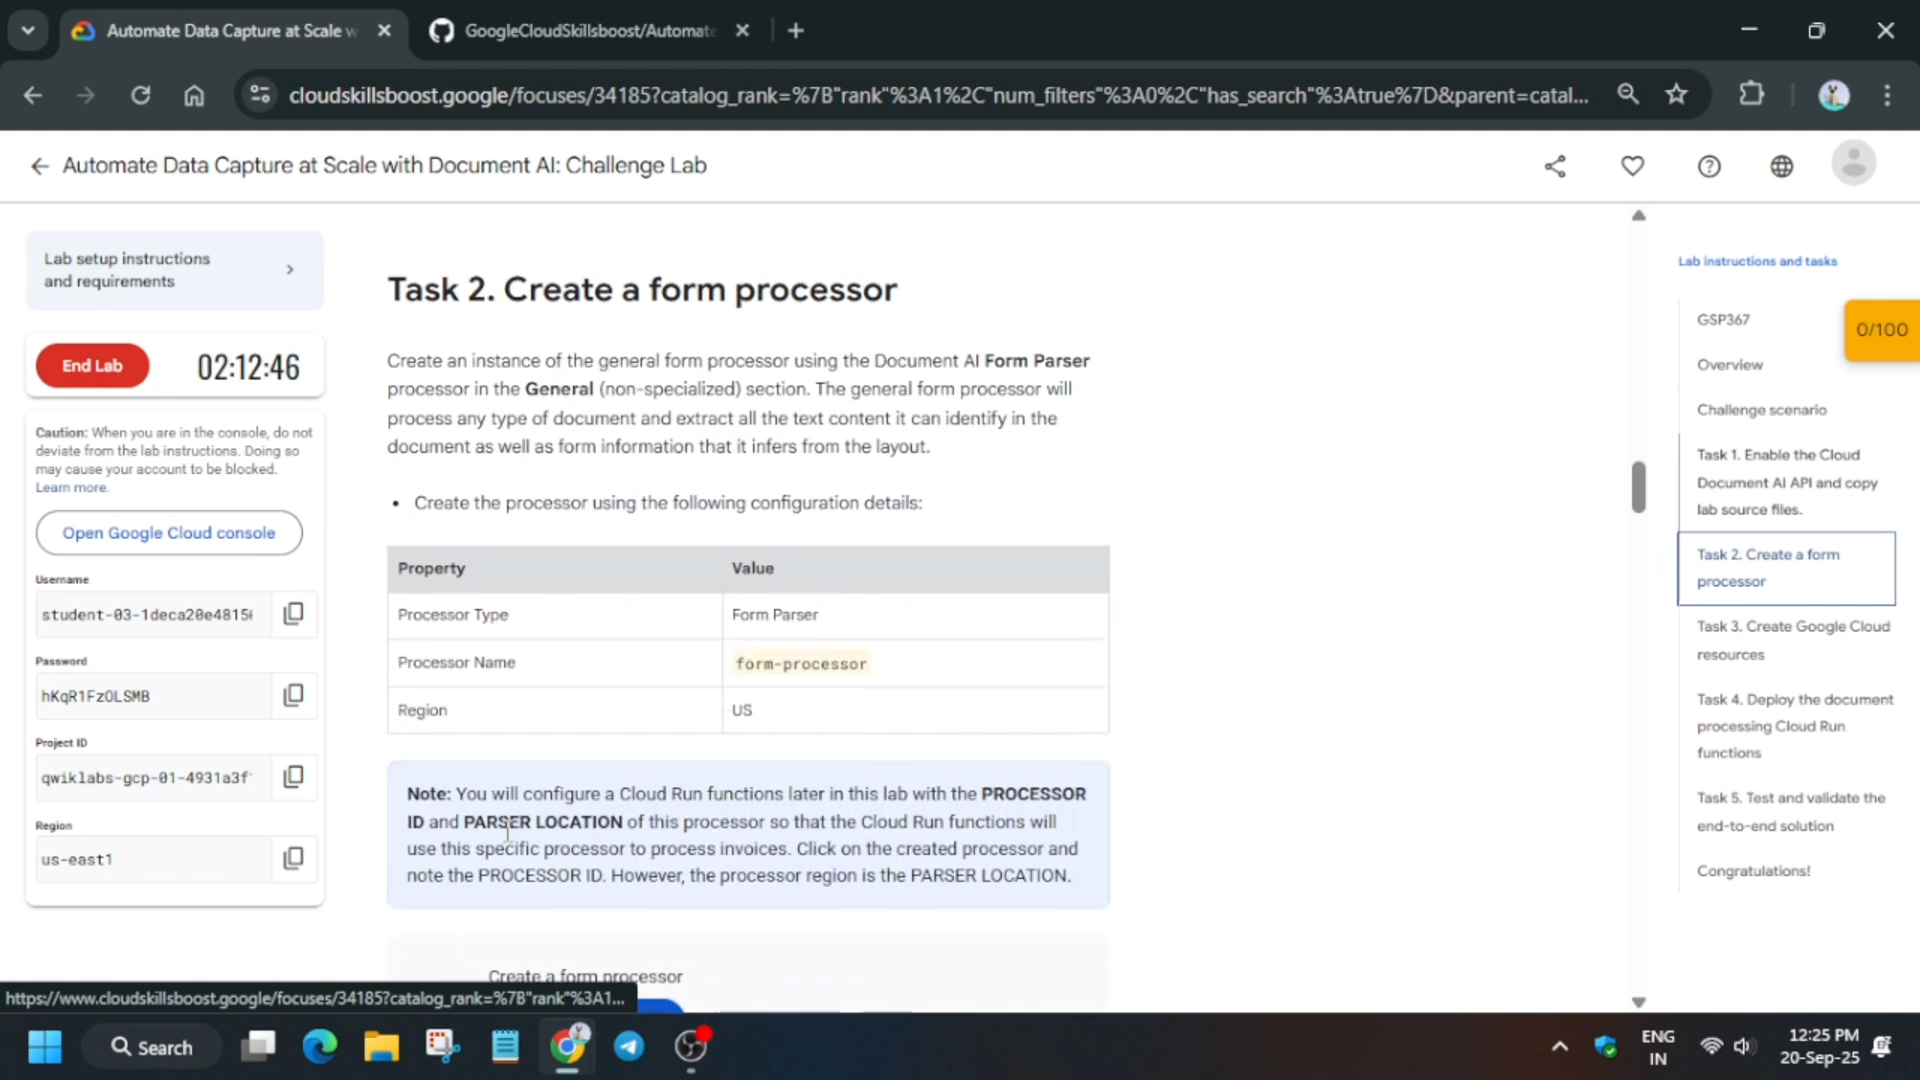 Automate Data Capture at Scale w
GoogleCloudSkillsboost/Automate
cloudskillsboost.google/focuses/34185?catalog_rank=%7B"rank"%3A1%2C"num_filters"%3A0%2C"has_search"%3Atrue%7D&parent=catal...
Automate Data Capture at Scale with Document AI: Challenge Lab
Lab setup instructions
and requirements
End Lab
02:12:46
Caution: When you are in the console, do not
deviate from the lab instructions. Doing so
may cause your account to be blocked.
Learn more.
Open Google Cloud console
Username
student-03-1deca20e4815
Password
hKqR1FzOLSMB
Project ID
qwiklabs-gcp-01-4931a3f
Region
us-east1
Task 2. Create a form processor
Create an instance of the general form processor using the Document AI Form Parser
processor in the General (non-specialized) section. The general form processor will
process any type of document and extract all the text content it can identify in the
document as well as form information that it infers from the layout.
• Create the processor using the following configuration details:
Property Value
Processor Type Form Parser
Processor Name form-processor
Region US
Note: You will configure a Cloud Run functions later in this lab with the PROCESSOR
ID and PARSER LOCATION of this processor so that the Cloud Run functions will
use this specific processor to process invoices. Click on the created processor and
note the PROCESSOR ID. However, the processor region is the PARSER LOCATION.
Create a form processor
Lab instructions and tasks
GSP367
0/100
Overview
Challenge scenario
Task 1. Enable the Cloud
Document AI API and copy
lab source files.
Task 2. Create a form
processor
Task 3. Create Google Cloud
resources
Task 4. Deploy the document
processing Cloud Run
functions
Task 5. Test and validate the
end-to-end solution
Congratulations!
https://www.cloudskillsboost.google/focuses/34185?catalog_rank=%7B"rank"%3A1...
Search
ENG
IN
12:25 PM
20-Sep-25